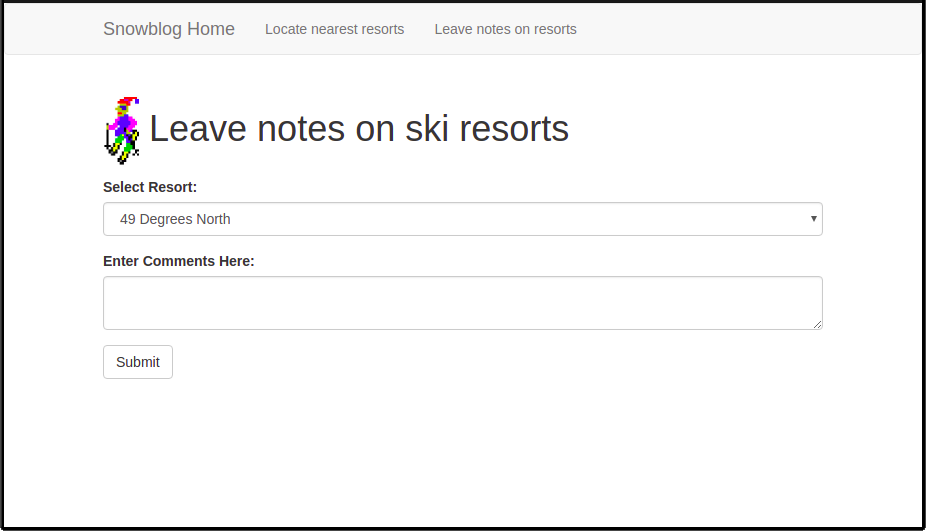 Snowblog Home Locate nearest resorts Leave notes on resorts
Leave notes on ski resorts
Select Resort:
49 Degrees North
Enter Comments Here:
Submit